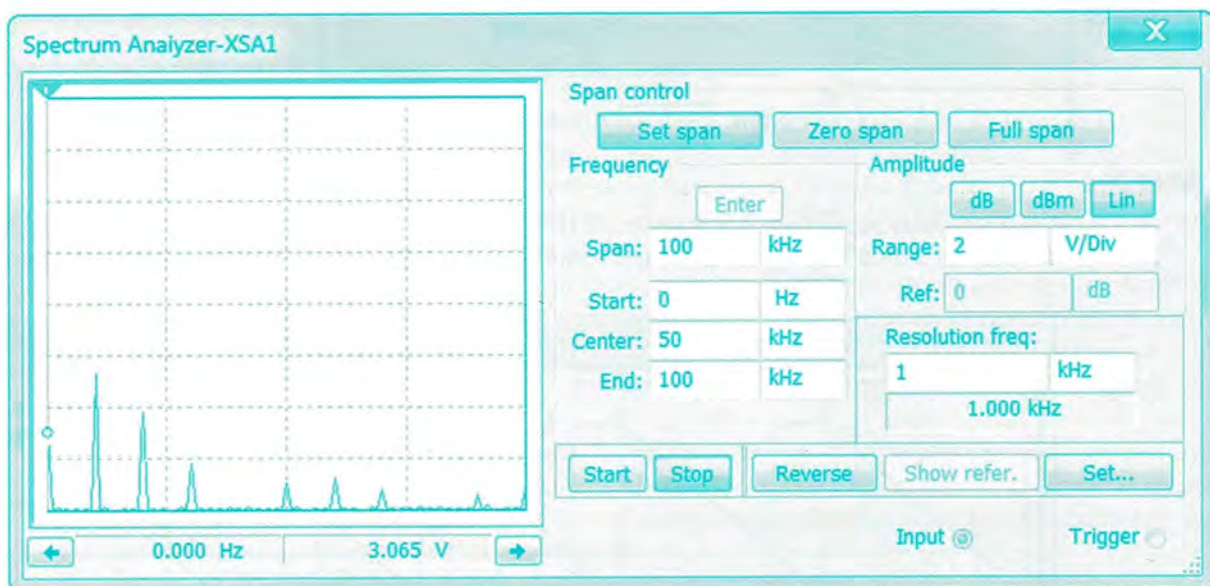 Spectrum Analyzer-XSA1
X
Span control
Set span Zero span Full span
Frequency Amplitude
Enter dB dBm Lin
Span: 100 kHz Range: 2 V/Div
Start: 0 Hz Ref: 0 dB
Center: 50 kHz Resolution freq:
End: 100 kHz 1 kHz
1.000 kHz
Start Stop Reverse Show refer. Set...
0.000 Hz 3.065 V Input Trigger